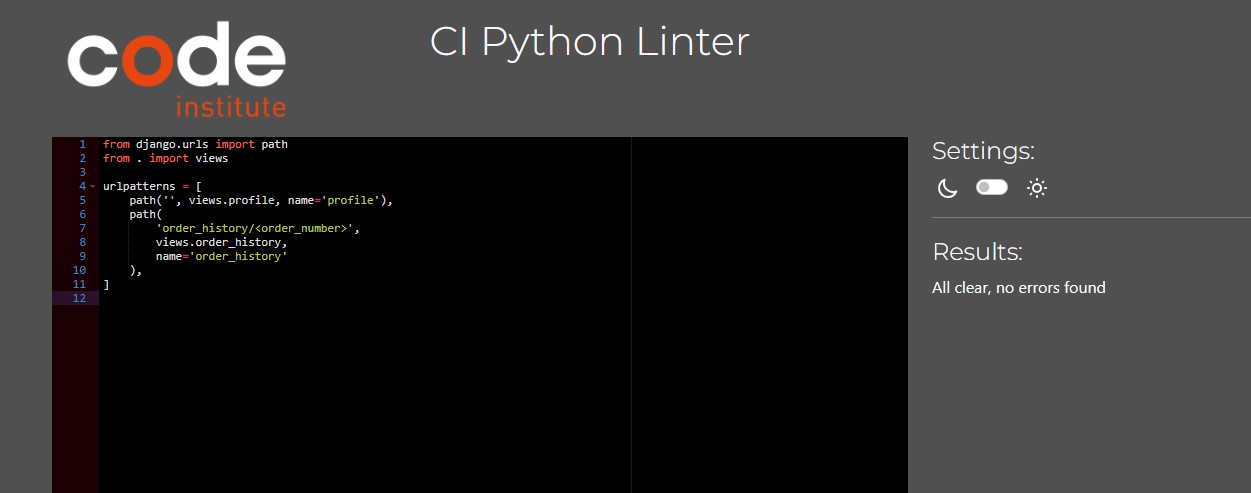 code
institute
CI Python Linter
1 from django.urls import path
2 from . import views
3
4 urlpatterns = [
5     path('', views.profile, name='profile'),
6     path(
7         'order_history/<order_number>',
8         views.order_history,
9         name='order_history'
10     ),
11 ]
12
Settings:
Results:
All clear, no errors found